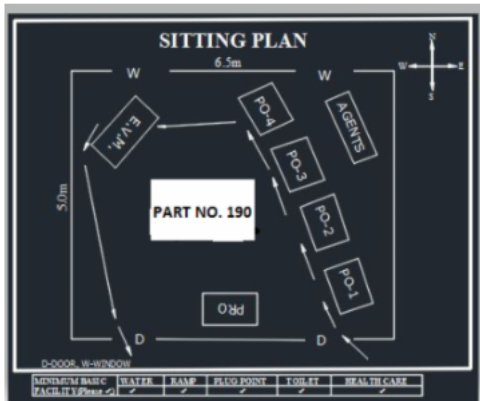 SITTING PLAN
6.5m
N
W
E
S
W
W
E.V.M.
PO-4
AGENTS
PO-3
5.0m
PART NO. 190
PO-2
PO-1
PRO
D
D
D-DOOR, W-WINDOW
MINIMUM BASIC FACILITY(Please ✓) WATER RAMP PLUG POINT TOILET HEALTH CARE
✓ ✓ ✓ ✓ ✓